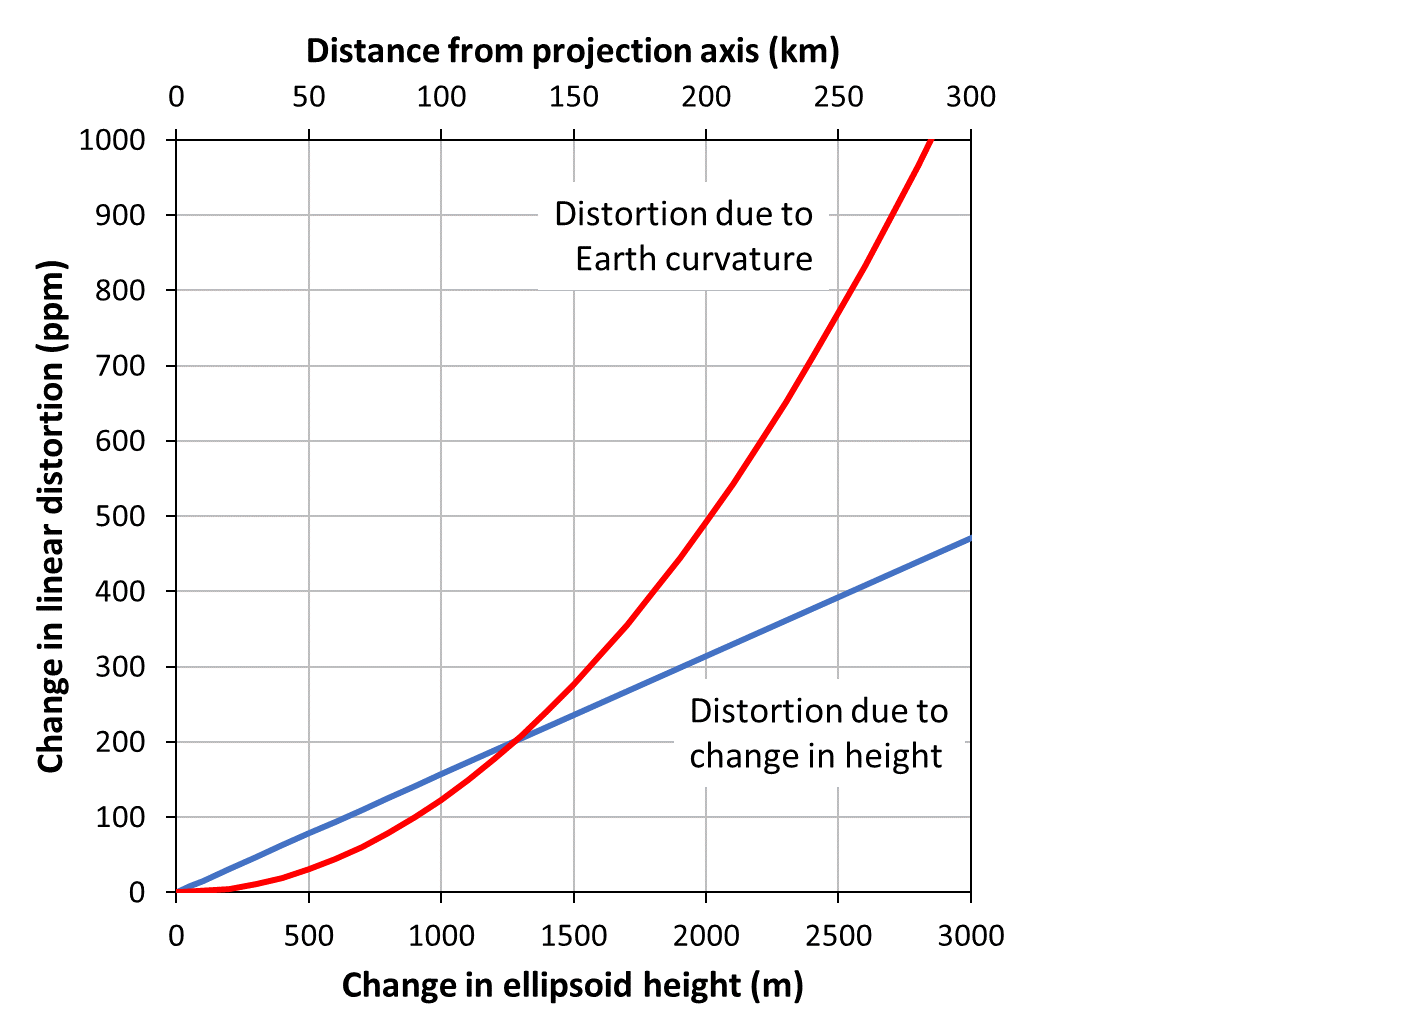 Distance from projection axis (km)
0 50 100 150 200 250 300
1000
900
800
700
600
500
400
300
200
100
0
Change in linear distortion (ppm)
Distortion due to
Earth curvature
Distortion due to
change in height
0 500 1000 1500 2000 2500 3000
Change in ellipsoid height (m)